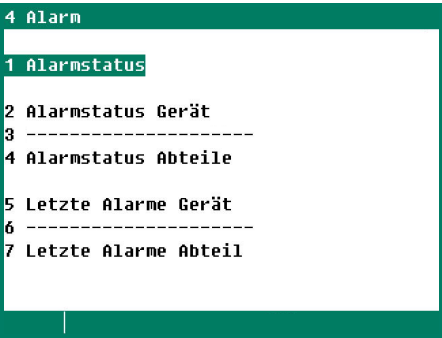 4 Alarm
1 Alarmstatus
2 Alarmstatus Gerät
3 ---------------------
4 Alarmstatus Abteile
5 Letzte Alarme Gerät
6 ---------------------
7 Letzte Alarme Abteil